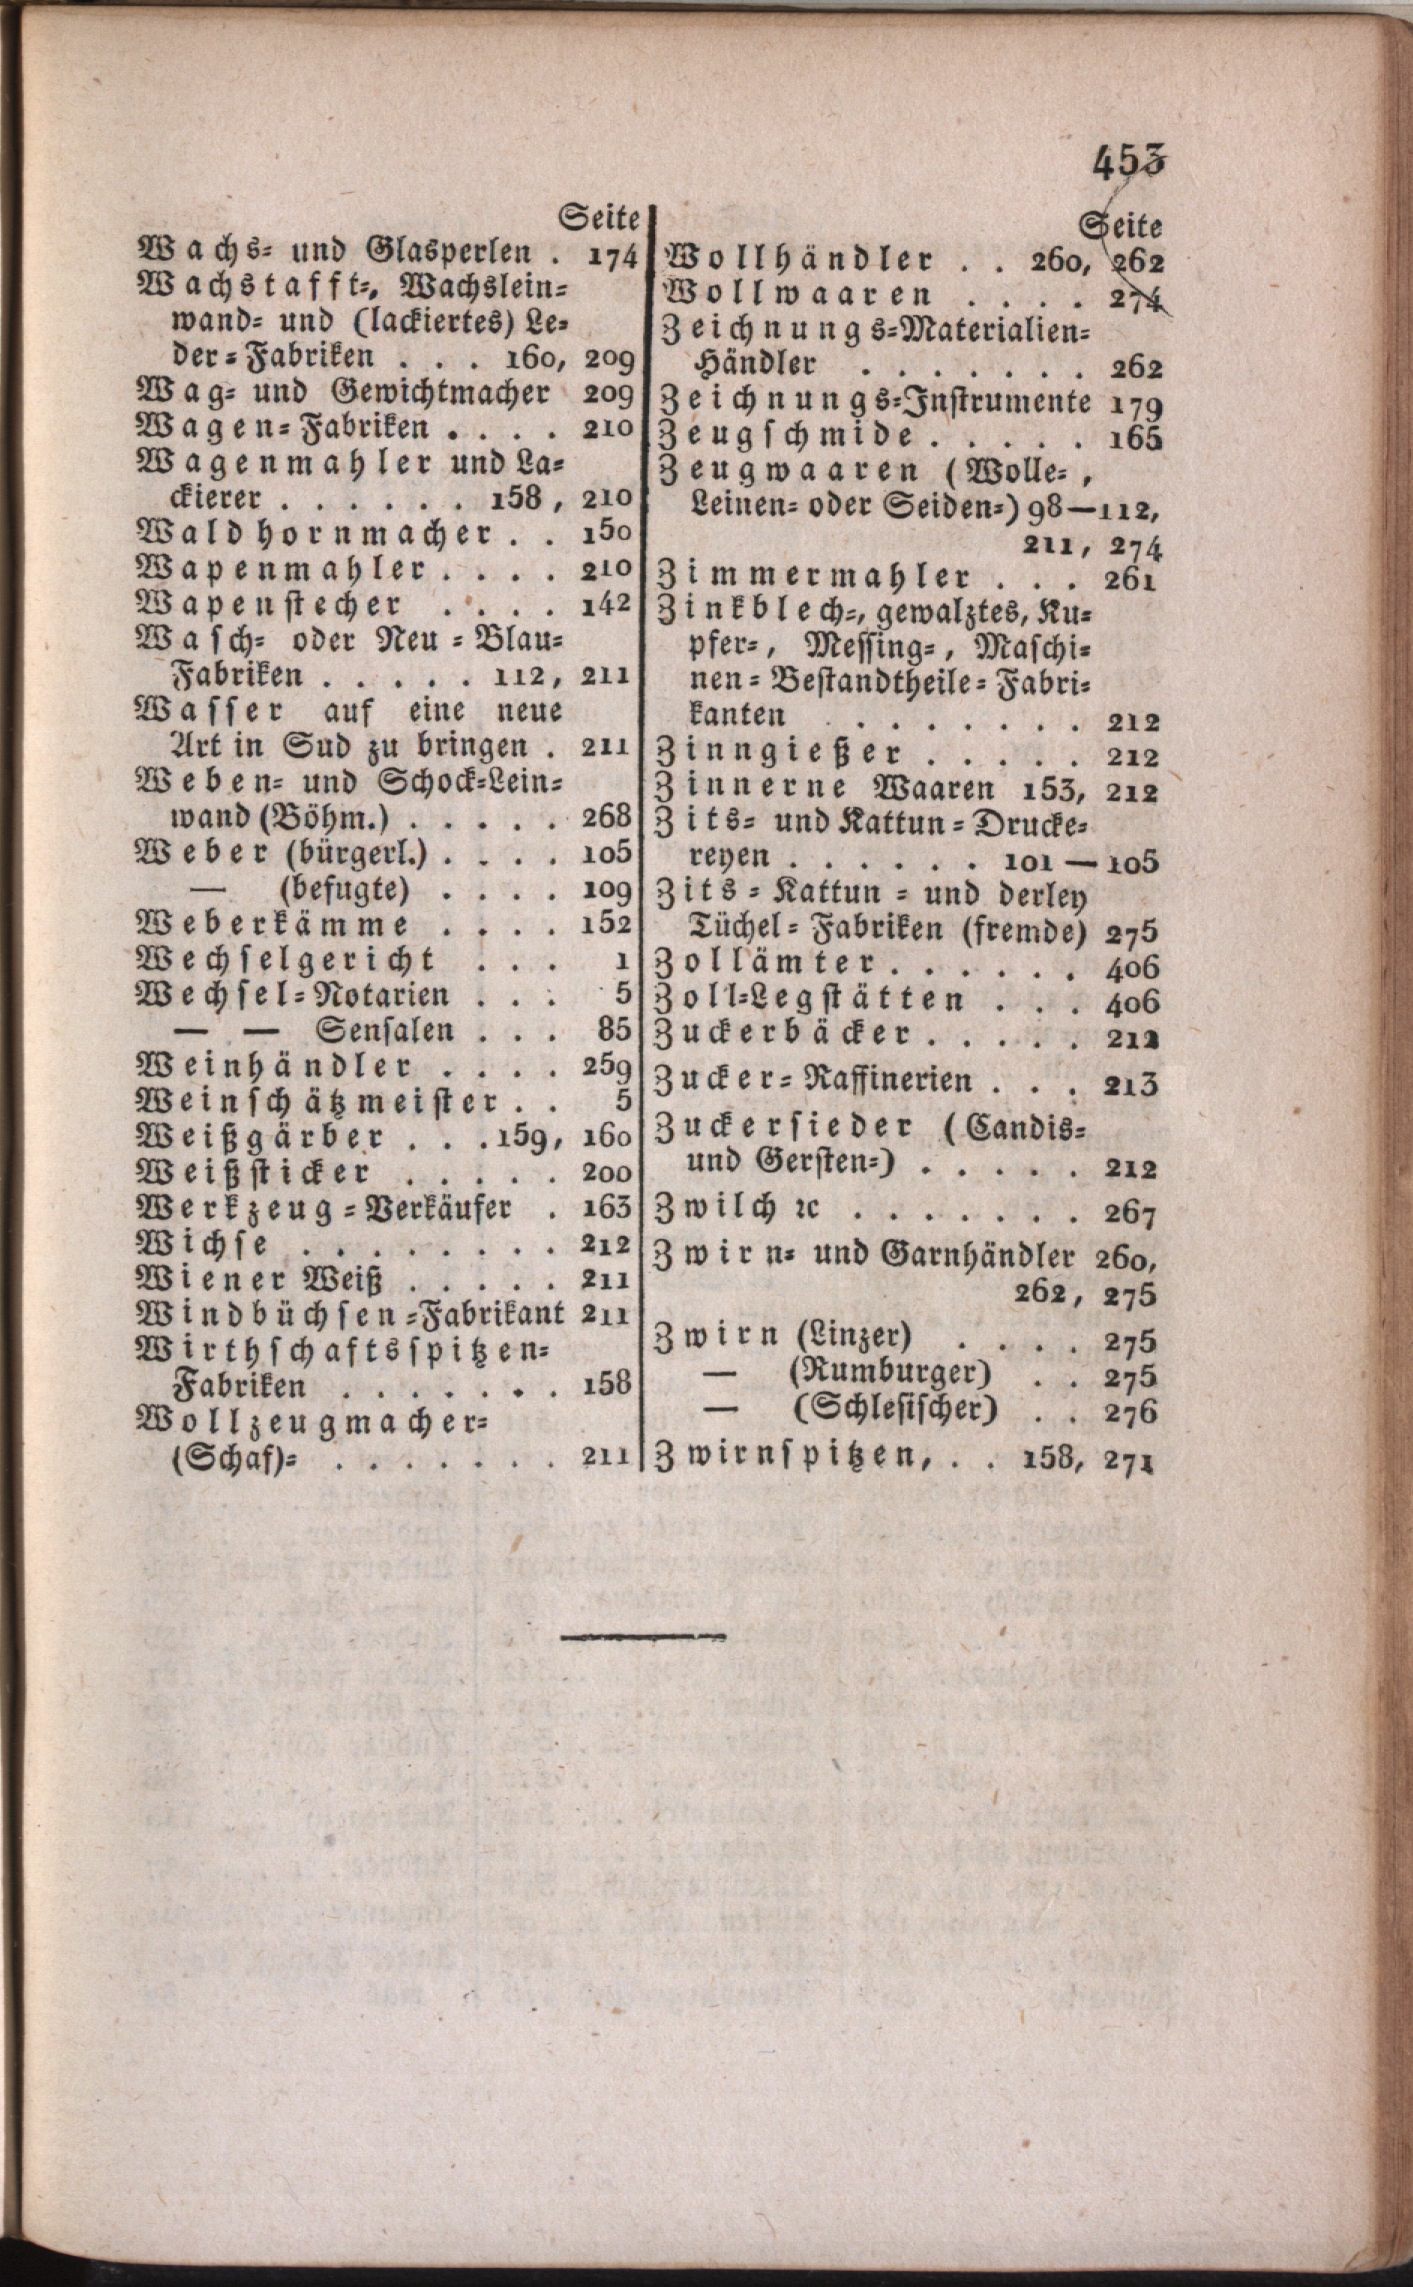 453
Seite
Wachs= und Glasperlen . 174
Wachstafft=, Wachslein=
wand= und (lackiertes) Le=
der=Fabriken . . . 160, 209
Wag= und Gewichtmacher 209
Wagen=Fabriken . . . . 210
Wagenmahler und La=
ckierer . . . . . . 158, 210
Waldhornmacher . . 150
Wapenmahler . . . . 210
Wapenstecher . . . . 142
Wasch= oder Neu=Blau=
Fabriken . . . . . 112, 211
Wasser auf eine neue
Art in Sud zu bringen . 211
Weben= und Schock=Lein=
wand (Böhm.) . . . . . 268
Weber (bürgerl.) . . . . 105
— (befugte) . . . . 109
Weberkämme . . . . 152
Wechselgericht . . . 1
Wechsel=Notarien . . . 5
— — Sensalen . . . 85
Weinhändler . . . . 259
Weinschätzmeister . . 5
Weißgärber . . . 159, 160
Weißsticker . . . . . 200
Werkzeug=Verkäufer . 163
Wichse . . . . . . . . 212
Wiener Weiß . . . . . 211
Windbüchsen=Fabrikant 211
Wirthschaftsspitzen=
Fabriken . . . . . . . 158
Wollzeugmacher=
(Schaf)= . . . . . . . 211
Seite
Wollhändler . . 260, 262
Wollwaaren . . . . 274
Zeichnungs=Materialien=
Händler . . . . . . . 262
Zeichnungs=Instrumente 179
Zeugschmide . . . . . 165
Zeugwaaren (Wolle=,
Leinen= oder Seiden=) 98—112,
211, 274
Zimmermahler . . . 261
Zinkblech=, gewalztes, Ku=
pfer=, Messing=, Maschi=
nen=Bestandtheile=Fabri=
kanten . . . . . . . 212
Zinngießer . . . . . 212
Zinnerne Waaren 153, 212
Zits= und Kattun=Drucke=
reyen . . . . . . 101—105
Zits=Kattun= und derley
Tüchel=Fabriken (fremde) 275
Zollämter . . . . . . 406
Zoll=Legstätten . . . 406
Zuckerbäcker . . . . . 212
Zucker=Raffinerien . . . 213
Zuckersieder (Candis=
und Gersten=) . . . . . 212
Zwilch ꝛc . . . . . . . 267
Zwirn= und Garnhändler 260,
262, 275
Zwirn (Linzer) . . . . 275
— (Rumburger) . . 275
— (Schlesischer) . . 276
Zwirnspitzen, . . 158, 271